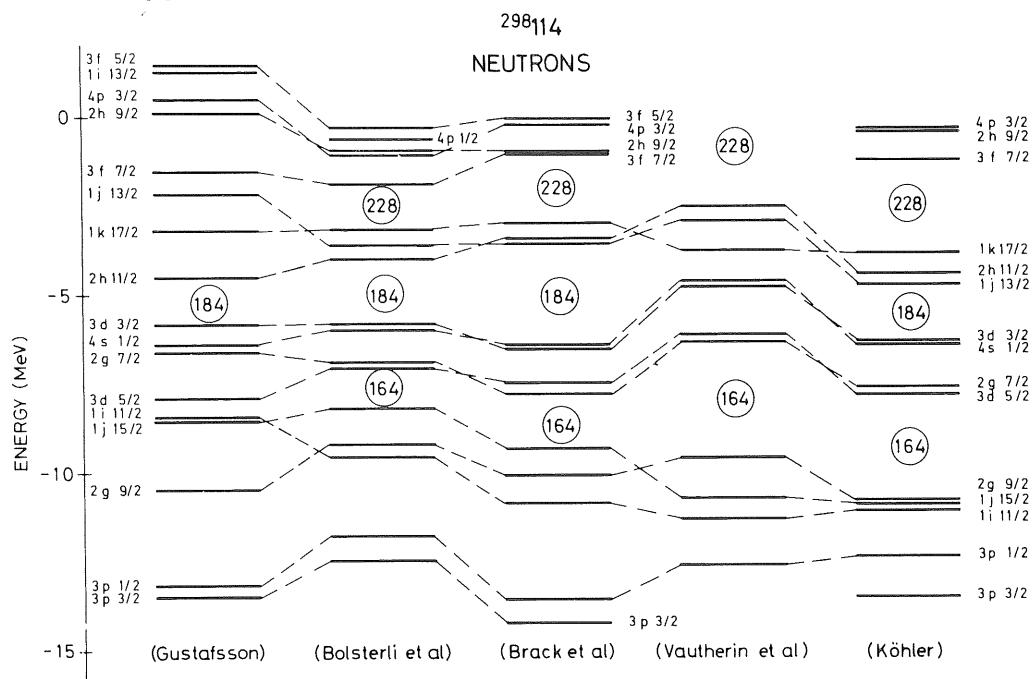 298 114
NEUTRONS
ENERGY (MeV)
0
-5
-10
-15
3f 5/2
1i 13/2
4p 3/2
2h 9/2
3f 7/2
1j 13/2
1k 17/2
2h 11/2
3d 3/2
4s 1/2
2g 7/2
3d 5/2
1i 11/2
1j 15/2
2g 9/2
3p 1/2
3p 3/2
184
4p 1/2
228
184
164
3f 5/2
4p 3/2
2h 9/2
3f 7/2
228
184
164
3p 3/2
228
164
4p 3/2
2h 9/2
3f 7/2
228
1k 17/2
2h 11/2
1j 13/2
184
3d 3/2
4s 1/2
2g 7/2
3d 5/2
164
2g 9/2
1j 15/2
1i 11/2
3p 1/2
3p 3/2
(Gustafsson) (Bolsterli et al) (Brack et al) (Vautherin et al) (Köhler)